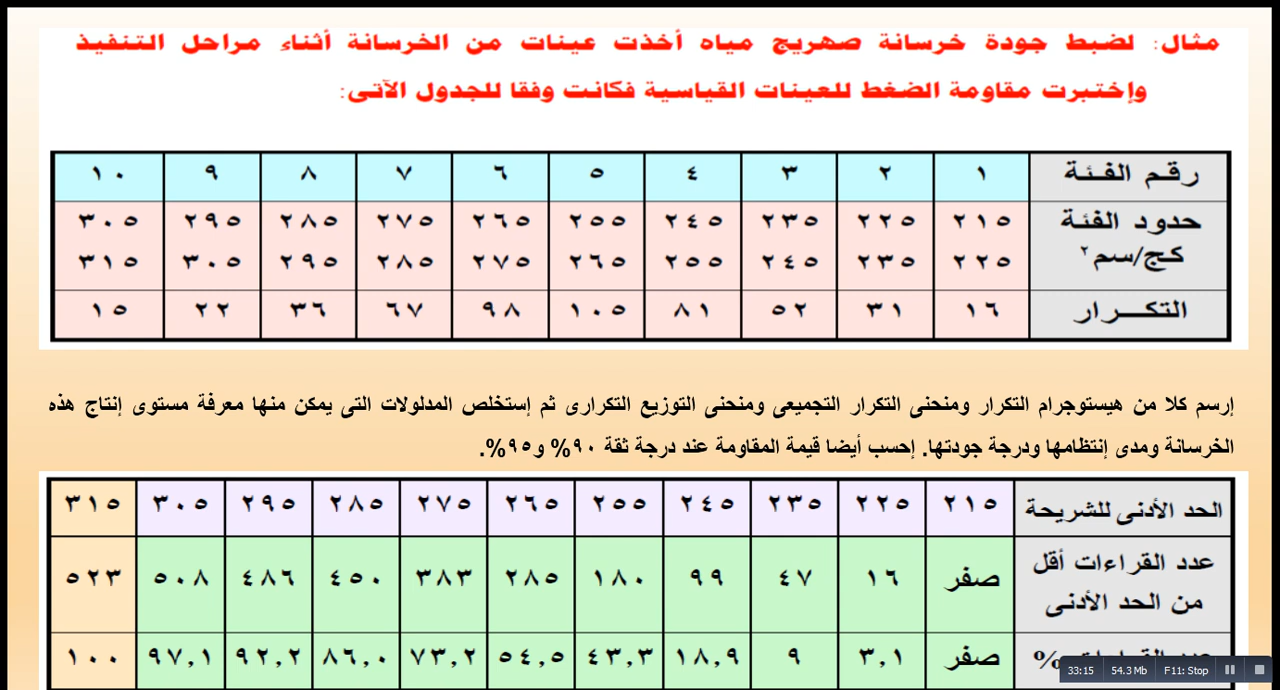 مثال: لضبط جودة خرسانة صهريج مياه أخذت عينات من الخرسانة أثناء مراحل التنفيذ
وإختبرت مقاومة الضغط للعينات القياسية فكانت وفقا للجدول الآتى:
رقم الفئة ١ ٢ ٣ ٤ ٥ ٦ ٧ ٨ ٩ ١٠
حدود الفئة ٢١٥ ٢٢٥ ٢٣٥ ٢٤٥ ٢٥٥ ٢٦٥ ٢٧٥ ٢٨٥ ٢٩٥ ٣٠٥
كج/سم٢ ٢٢٥ ٢٣٥ ٢٤٥ ٢٥٥ ٢٦٥ ٢٧٥ ٢٨٥ ٢٩٥ ٣٠٥ ٣١٥
التكـــرار ١٦ ٣١ ٥٢ ٨١ ١٠٥ ٩٨ ٦٧ ٣٦ ٢٢ ١٥
إرسم كلا من هيستوجرام التكرار ومنحنى التكرار التجميعى ومنحنى التوزيع التكرارى ثم إستخلص المدلولات التى يمكن منها معرفة مستوى إنتاج هذه
الخرسانة ومدى إنتظامها ودرجة جودتها. إحسب أيضا قيمة المقاومة عند درجة ثقة ٩٠% و٩٥%.
الحد الأدنى للشريحة ٢١٥ ٢٢٥ ٢٣٥ ٢٤٥ ٢٥٥ ٢٦٥ ٢٧٥ ٢٨٥ ٢٩٥ ٣٠٥ ٣١٥
عدد القراءات أقل
من الحد الأدنى صفر ١٦ ٤٧ ٩٩ ١٨٠ ٢٨٥ ٣٨٣ ٤٥٠ ٤٨٦ ٥٠٨ ٥٢٣
% صفر ٣,١ ٩ ١٨,٩ ٤٣,٣ ٥٤,٥ ٧٣,٢ ٨٦,٠ ٩٢,٢ ٩٧,١ ١٠٠
33:15 54.3 Mb F11: Stop